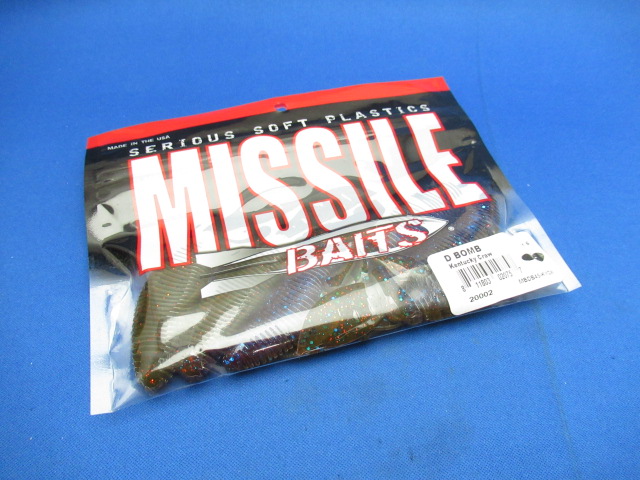 MADE IN THE USA
SERIOUS SOFT PLASTICS
MISSILE
BAITS
D BOMB
Kentucky Craw
20002